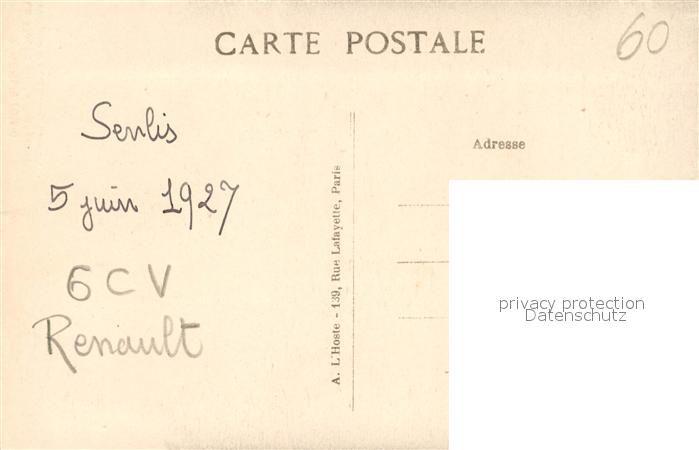 CARTE POSTALE
60
Senlis
5 juin 1927
6 CV
Renault
A. L'Hoste - 139, Rue Lafayette, Paris
Adresse
privacy protection
Datenschutz